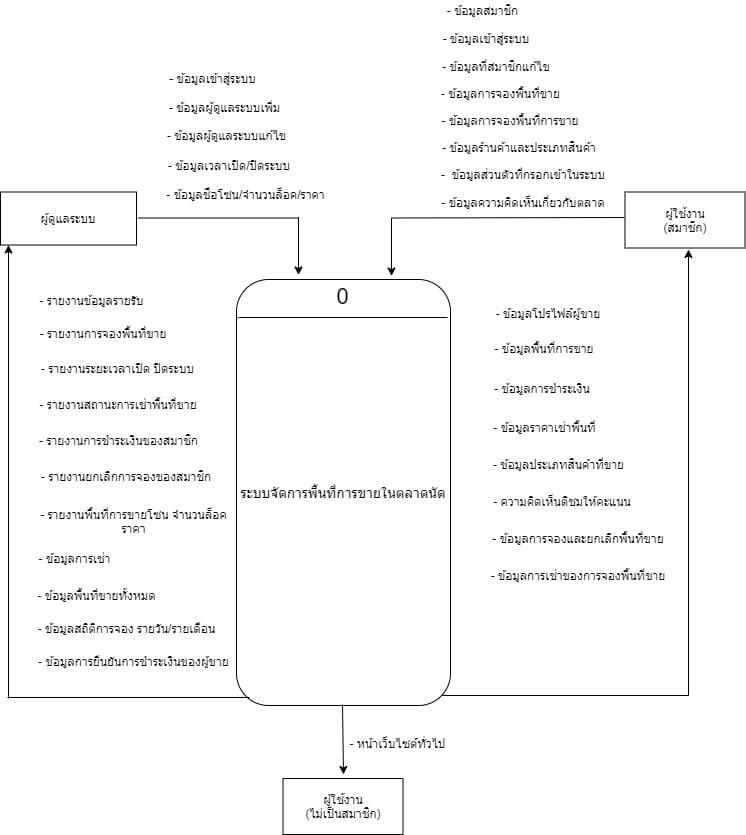 - ข้อมูลสมาชิก
- ข้อมูลเข้าสู่ระบบ
- ข้อมูลที่สมาชิกแก้ไข
- ข้อมูลการจองพื้นที่ขาย
- ข้อมูลการจองพื้นที่การขาย
- ข้อมูลร้านค้าและประเภทสินค้า
- ข้อมูลส่วนตัวที่กรอกเข้าในระบบ
- ข้อมูลความคิดเห็นเกี่ยวกับตลาด
- ข้อมูลเข้าสู่ระบบ
- ข้อมูลผู้ดูแลระบบเพิ่ม
- ข้อมูลผู้ดูแลระบบแก้ไข
- ข้อมูลเวลาเปิด/ปิดระบบ
- ข้อมูลชื่อโซน/จำนวนล็อค/ราคา
ผู้ดูแลระบบ
ผู้ใช้งาน
(สมาชิก)
0
ระบบจัดการพื้นที่การขายในตลาดนัด
- รายงานข้อมูลรายรับ
- รายงานการจองพื้นที่ขาย
- รายงานระยะเวลาเปิด ปิดระบบ
- รายงานสถานะการเช่าพื้นที่ขาย
- รายงานการชำระเงินของสมาชิก
- รายงานยกเลิกการจองของสมาชิก
- รายงานพื้นที่การขายโซน จำนวนล็อค
ราคา
- ข้อมูลการเช่า
- ข้อมูลพื้นที่ขายทั้งหมด
- ข้อมูลสถิติการจอง รายวัน/รายเดือน
- ข้อมูลการยืนยันการชำระเงินของผู้ขาย
- ข้อมูลโปรไฟล์ผู้ขาย
- ข้อมูลพื้นที่การขาย
- ข้อมูลการชำระเงิน
- ข้อมูลราคาเช่าพื้นที่
- ข้อมูลประเภทสินค้าที่ขาย
- ความคิดเห็นติชมให้คะแนน
- ข้อมูลการจองและยกเลิกพื้นที่ขาย
- ข้อมูลการเช่าของการจองพื้นที่ขาย
- หน้าเว็บไซต์ทั่วไป
ผู้ใช้งาน
(ไม่เป็นสมาชิก)